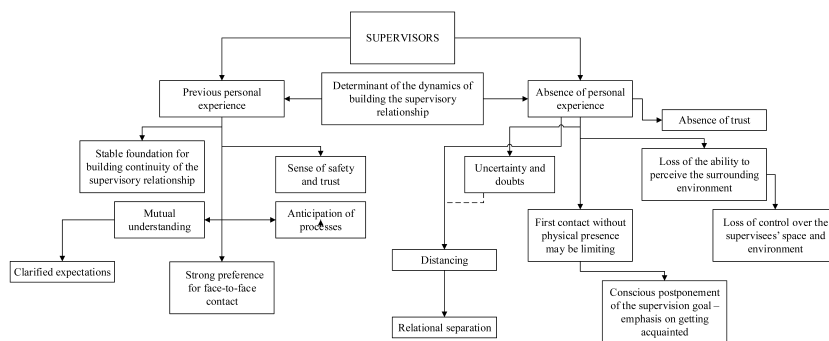 SUPERVISORS
Previous personal
experience
Determinant of the dynamics of
building the supervisory
relationship
Absence of personal
experience
Absence of trust
Stable foundation for
building continuity of the
supervisory relationship
Sense of safety
and trust
Uncertainty and
doubts
Loss of the ability to
perceive the surrounding
environment
Mutual
understanding
Anticipation of
processes
First contact without
physical presence
may be limiting
Loss of control over the
supervisees’ space and
environment
Clarified expectations
Strong preference
for face-to-face
contact
Distancing
Conscious postponement
of the supervision goal –
emphasis on getting
acquainted
Relational separation